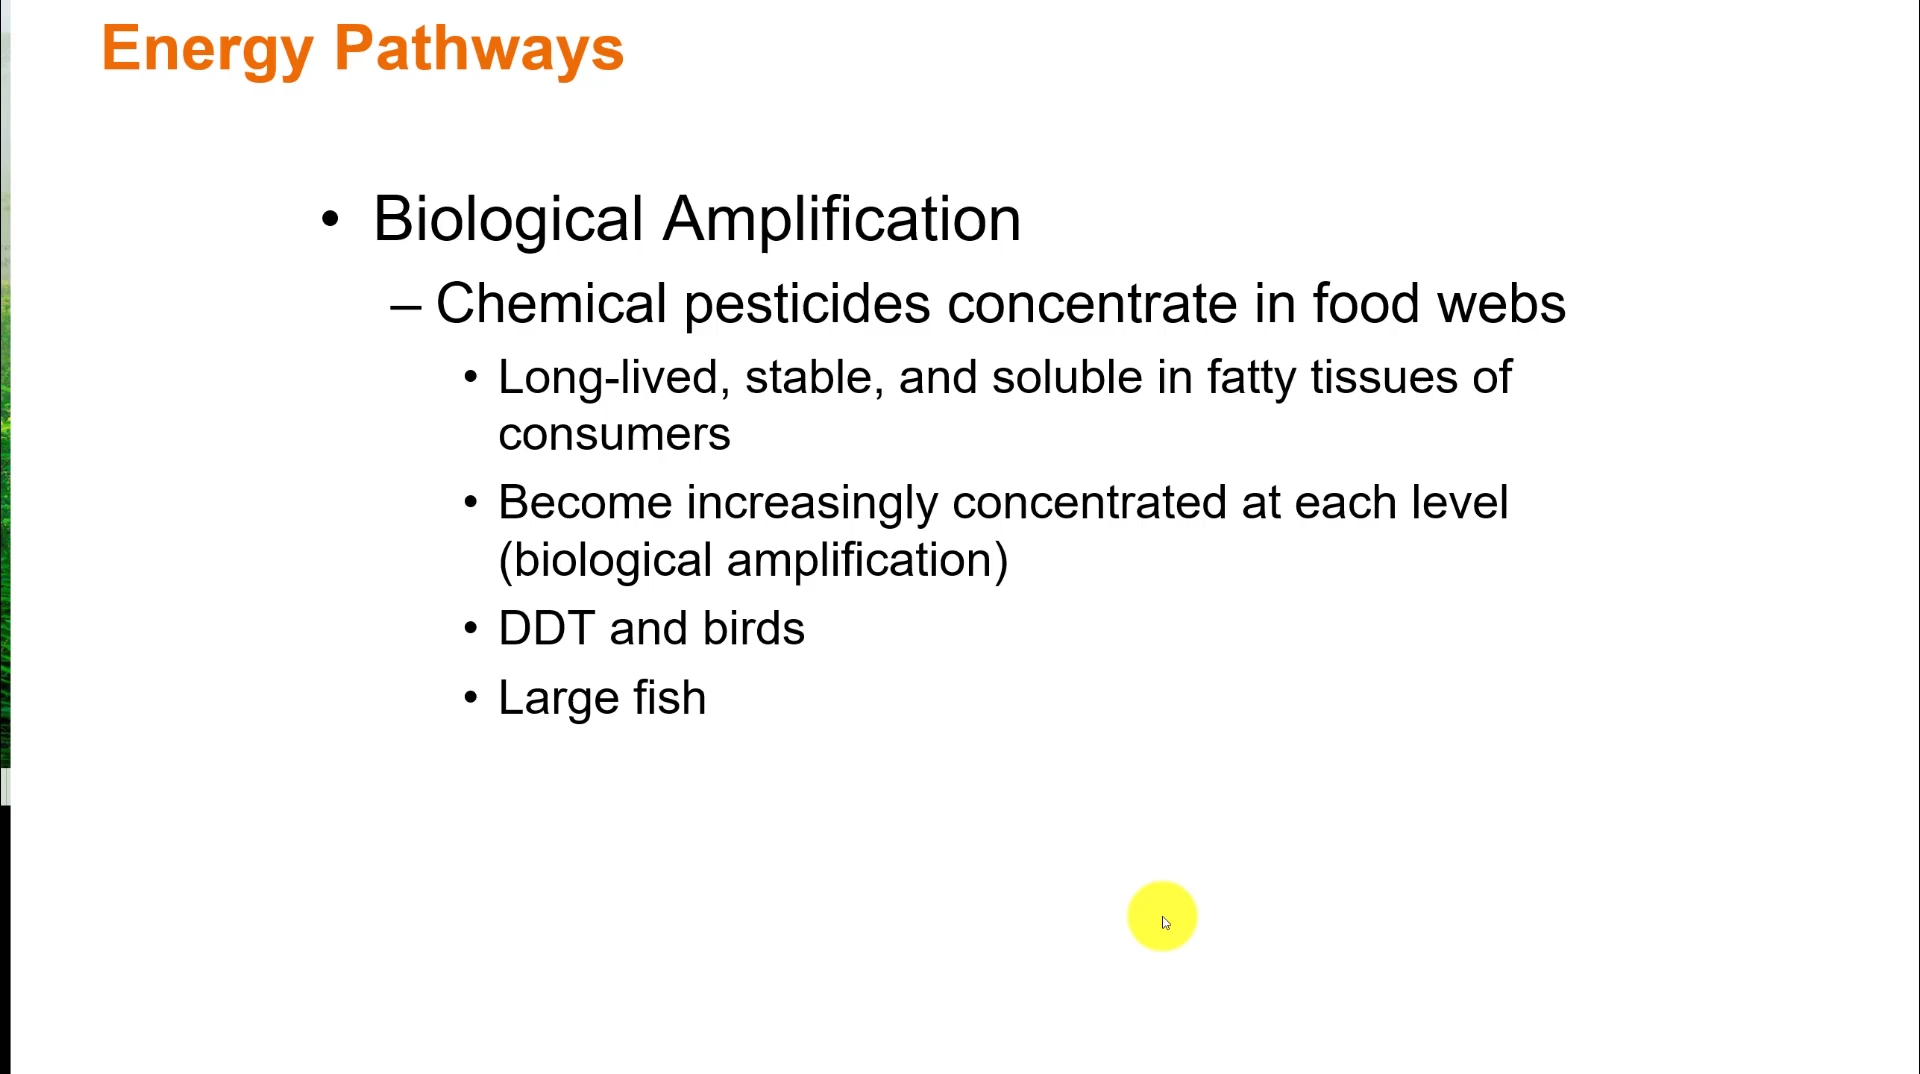 Energy Pathways
• Biological Amplification
– Chemical pesticides concentrate in food webs
• Long-lived, stable, and soluble in fatty tissues of
consumers
• Become increasingly concentrated at each level
(biological amplification)
• DDT and birds
• Large fish